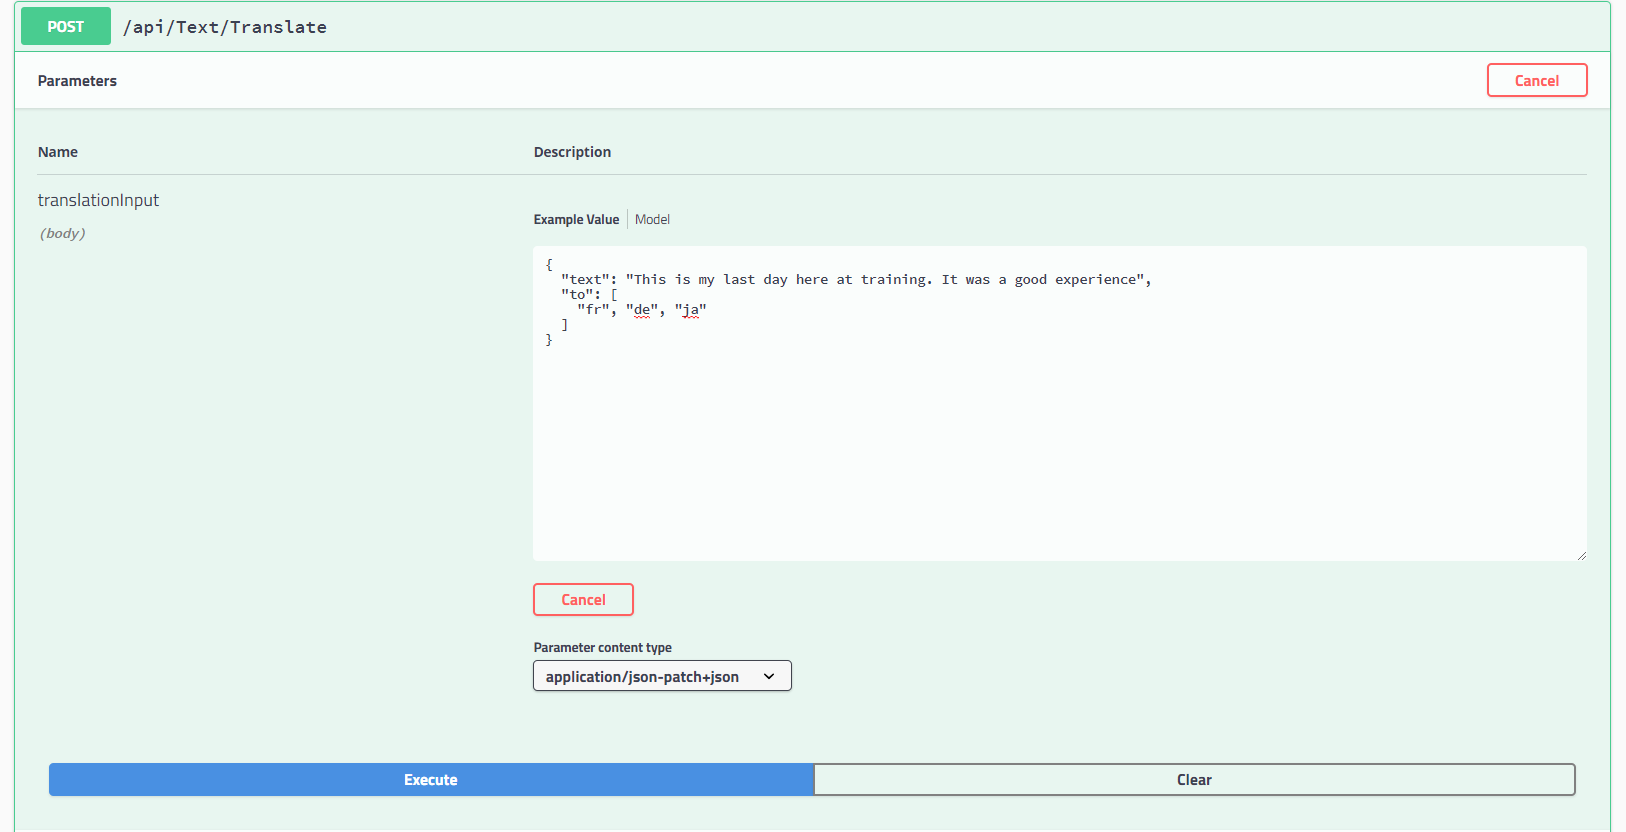 POST /api/Text/Translate
Parameters
Cancel
Name Description
translationInput
(body)
Example Value Model
{
"text": "This is my last day here at training. It was a good experience",
"to": [
"fr", "de", "ja"
]
}
Cancel
Parameter content type
application/json-patch+json
Execute Clear